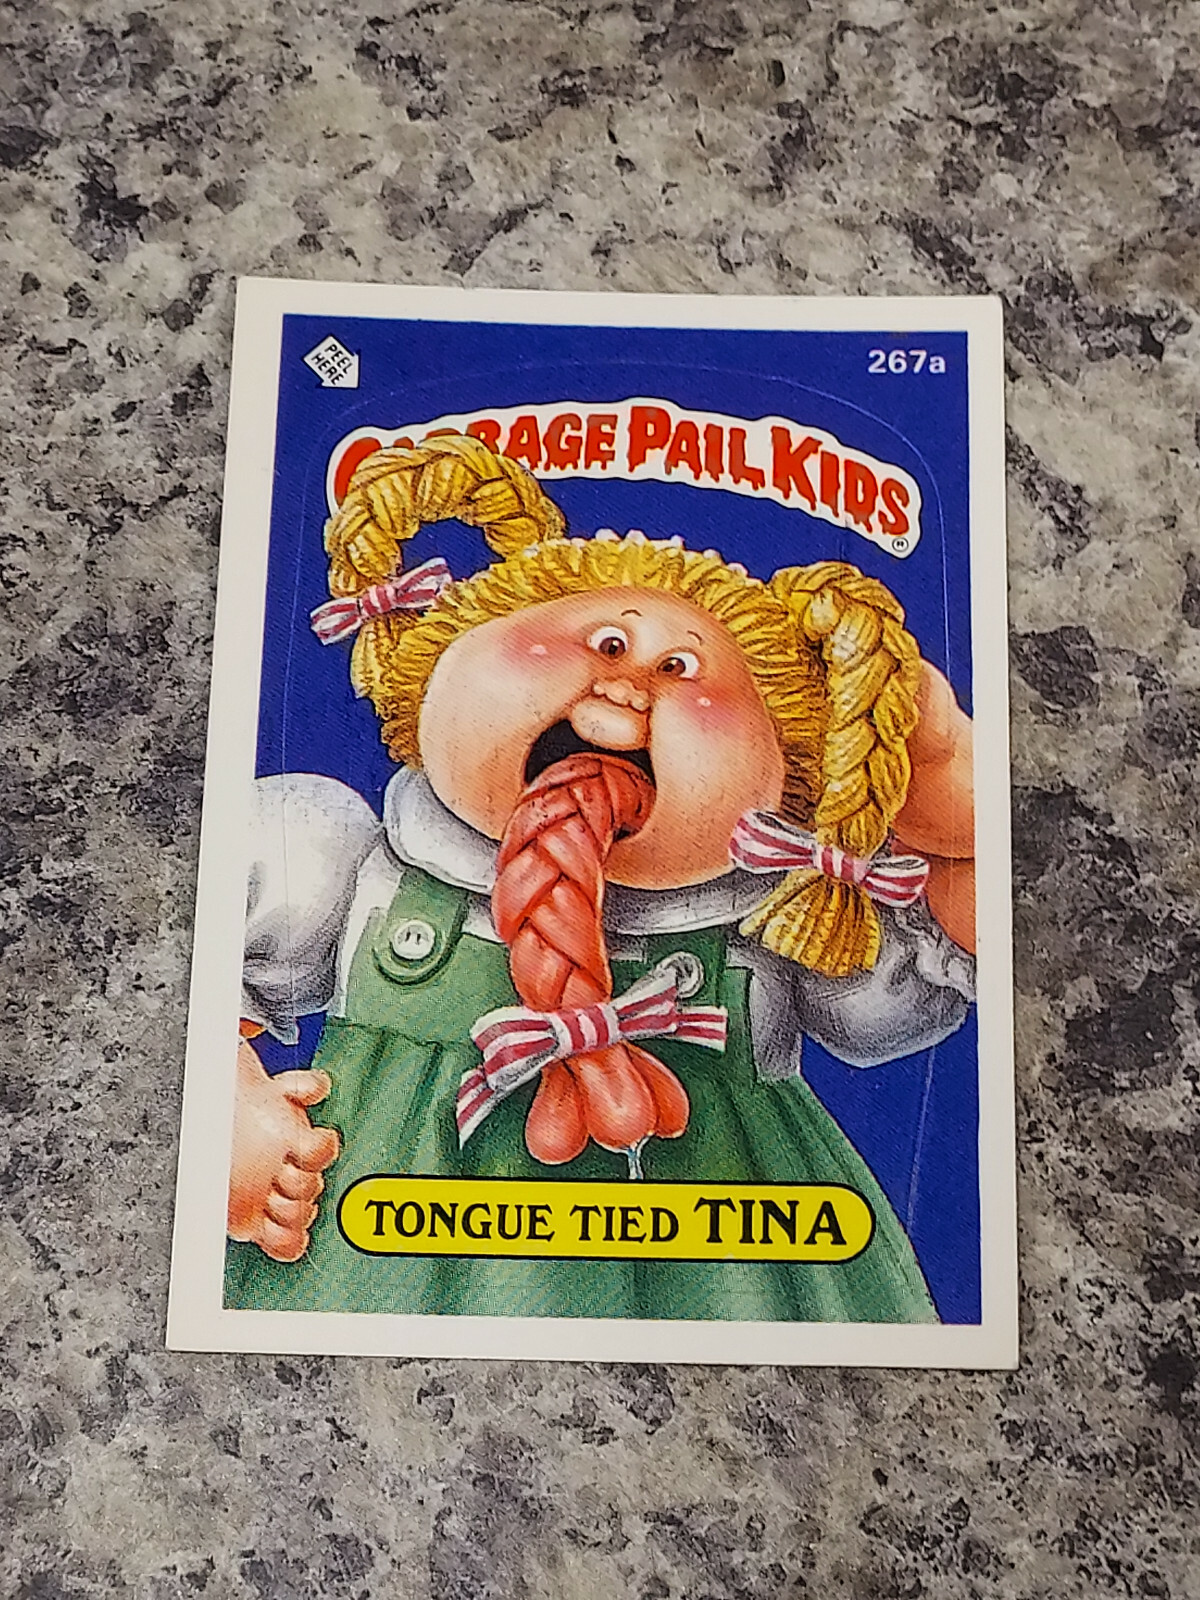 PEEL
HERE
267a
GARBAGE PAIL KIDS
®
TONGUE TIED TINA